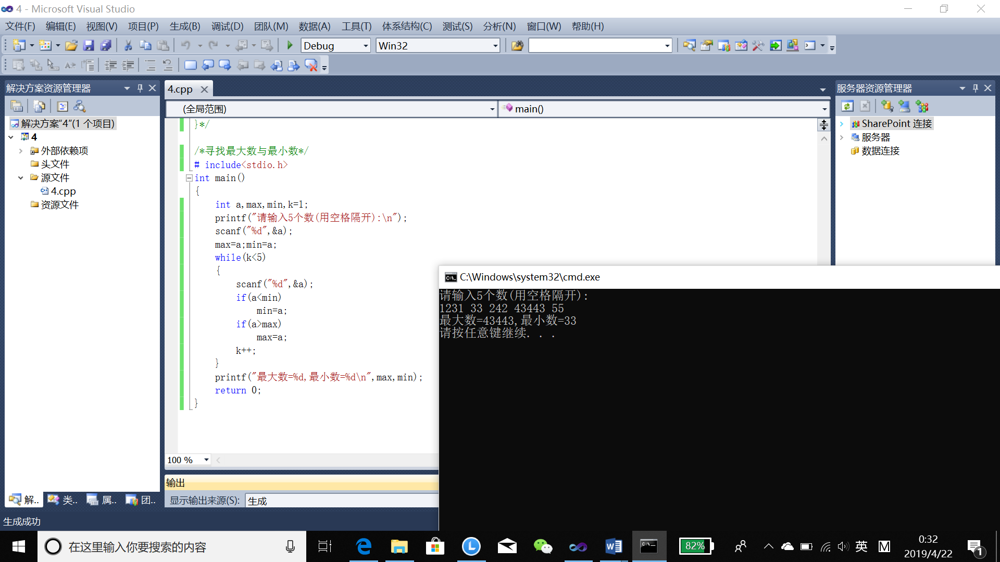 4 - Microsoft Visual Studio
文件(F) 编辑(E) 视图(V) 项目(P) 生成(B) 调试(D) 团队(M) 数据(A) 工具(T) 体系结构(C) 测试(S) 分析(N) 窗口(W) 帮助(H)
Debug Win32
解决方案资源管理器
4.cpp
服务器资源管理器
(全局范围) main()
解决方案"4"(1 个项目)
4
外部依赖项
头文件
源文件
4.cpp
资源文件
}*/
/*寻找最大数与最小数*/
# include<stdio.h>
int main()
{
int a,max,min,k=1;
printf("请输入5个数(用空格隔开):\n");
scanf("%d",&a);
max=a;min=a;
while(k<5)
{
scanf("%d",&a);
if(a<min)
min=a;
if(a>max)
max=a;
k++;
}
printf("最大数=%d,最小数=%d\n",max,min);
return 0;
}
SharePoint 连接
服务器
数据连接
C:\Windows\system32\cmd.exe
请输入5个数(用空格隔开):
1231 33 242 43443 55
最大数=43443,最小数=33
请按任意键继续. . .
100 %
输出
显示输出来源(S): 生成
解.. 类.. 属.. 团..
生成成功
在这里输入你要搜索的内容
82%
英
0:32
2019/4/22
1